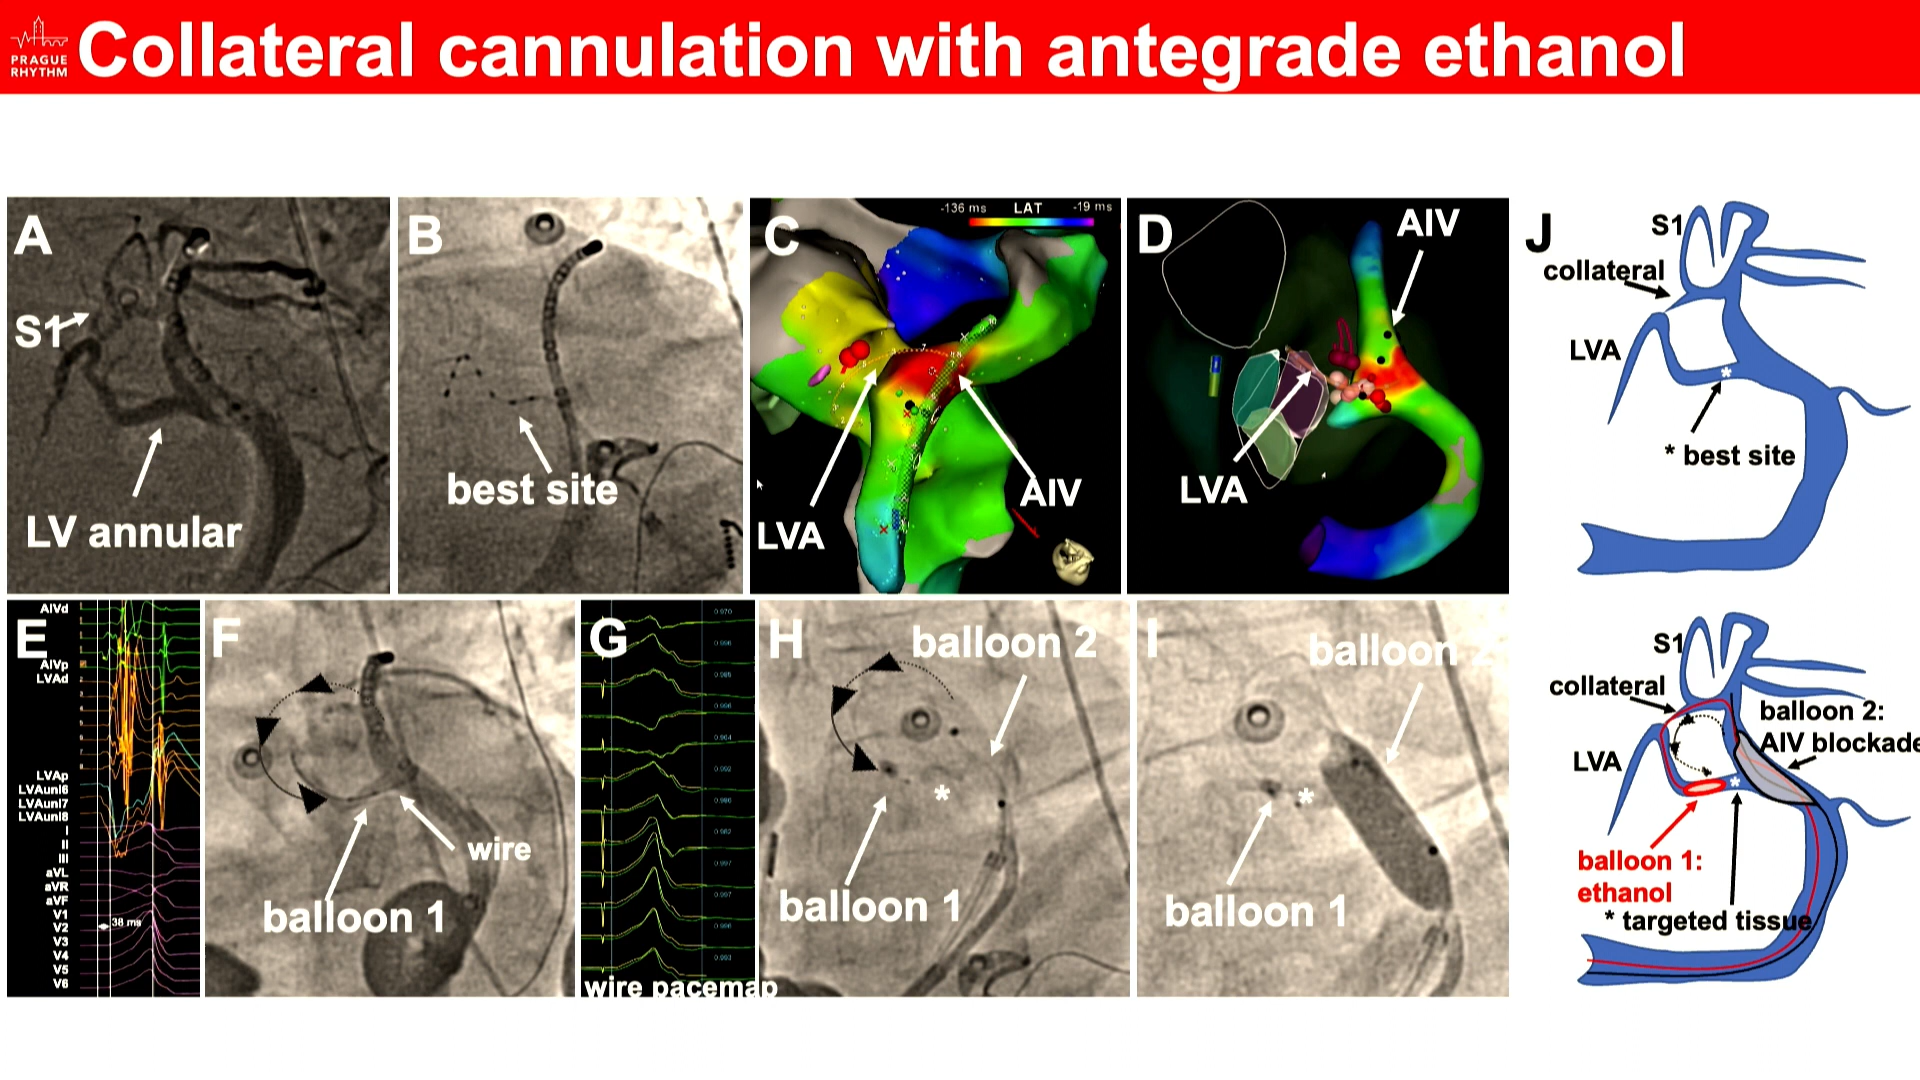 PRAGUE
RHYTHM
Collateral cannulation with antegrade ethanol
A
S1
LV annular
B
best site
C
-136 ms LAT -19 ms
LVA
AIV
D
AIV
LVA
J
S1
collateral
LVA
*
* best site
E
AIVd
AIVp
LVAd
LVAp
LVAuni6
LVAuni7
LVAuni8
I
II
III
aVL
aVR
aVF
V1
V2
V3
V4
V5
V6
38 ms
F
wire
balloon 1
G
wire pacemap
H
balloon 2
*
balloon 1
I
balloon 2
*
balloon 1
S1
collateral
balloon 2:
AIV blockade
LVA
*
balloon 1:
ethanol
* targeted tissue